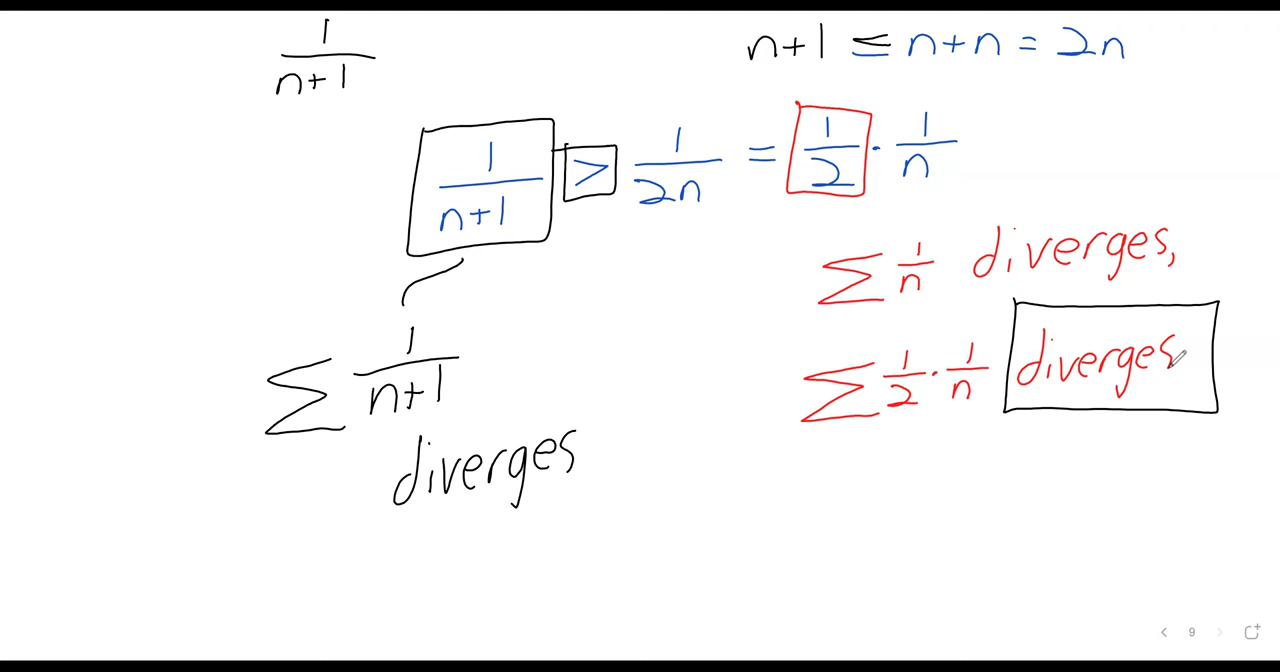 1/(n+1)
n+1 ≤ n+n = 2n
1/(n+1) > 1/(2n) = 1/2 · 1/n
∑ 1/n diverges,
∑ 1/2 · 1/n diverges
∑ 1/(n+1)
diverges
9